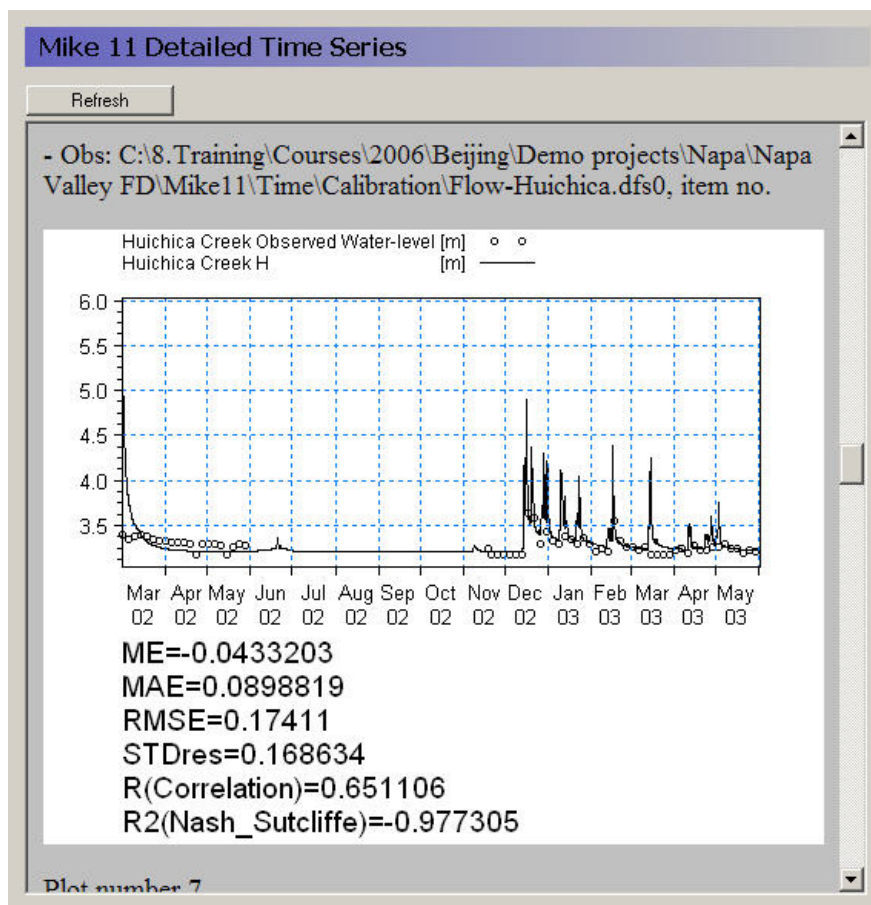 Mike 11 Detailed Time Series
Refresh
- Obs: C:\8.Training\Courses\2006\Beijing\Demo projects\Napa\Napa
Valley FD\Mike11\Time\Calibration\Flow-Huichica.dfs0, item no.
Huichica Creek Observed Water-level [m]
Huichica Creek H [m]
6.0
5.5
5.0
4.5
4.0
3.5
Mar Apr May Jun Jul Aug Sep Oct Nov Dec Jan Feb Mar Apr May
02 02 02 02 02 02 02 02 02 02 03 03 03 03 03
ME=-0.0433203
MAE=0.0898819
RMSE=0.17411
STDres=0.168634
R(Correlation)=0.651106
R2(Nash_Sutcliffe)=-0.977305
Plot number 7